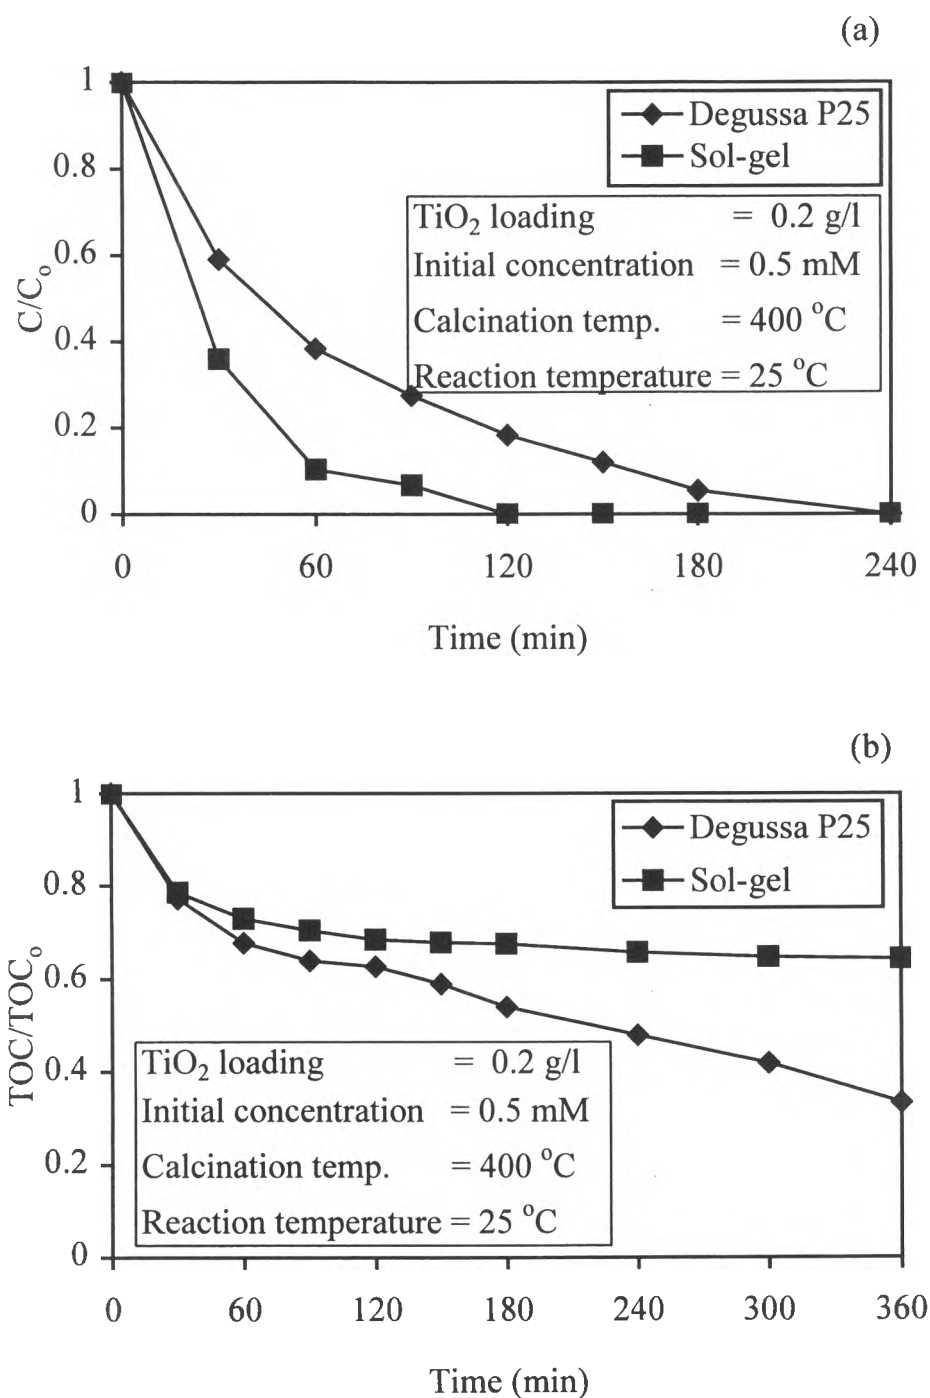 (a)
1
0.8
0.6
0.4
0.2
0
C/Cₒ
Degussa P25
Sol-gel
TiO₂ loading = 0.2 g/l
Initial concentration = 0.5 mM
Calcination temp. = 400 °C
Reaction temperature = 25 °C
0 60 120 180 240
Time (min)
(b)
1
0.8
0.6
0.4
0.2
0
TOC/TOCₒ
Degussa P25
Sol-gel
TiO₂ loading = 0.2 g/l
Initial concentration = 0.5 mM
Calcination temp. = 400 °C
Reaction temperature = 25 °C
0 60 120 180 240 300 360
Time (min)